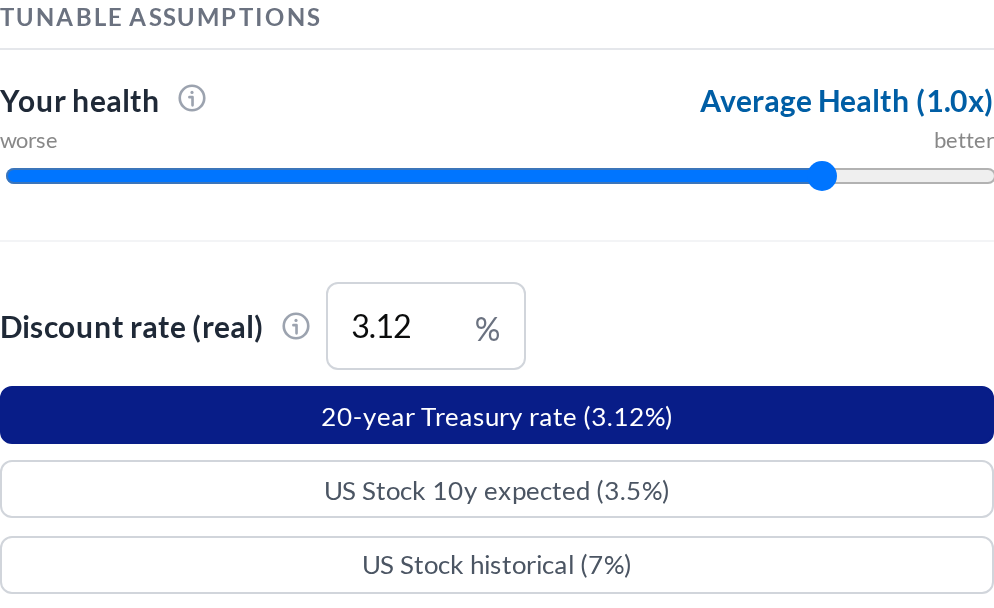 TUNABLE ASSUMPTIONS
Your health
Average Health (1.0x)
worse
better
Discount rate (real)
3.12 %
20-year Treasury rate (3.12%)
US Stock 10y expected (3.5%)
US Stock historical (7%)